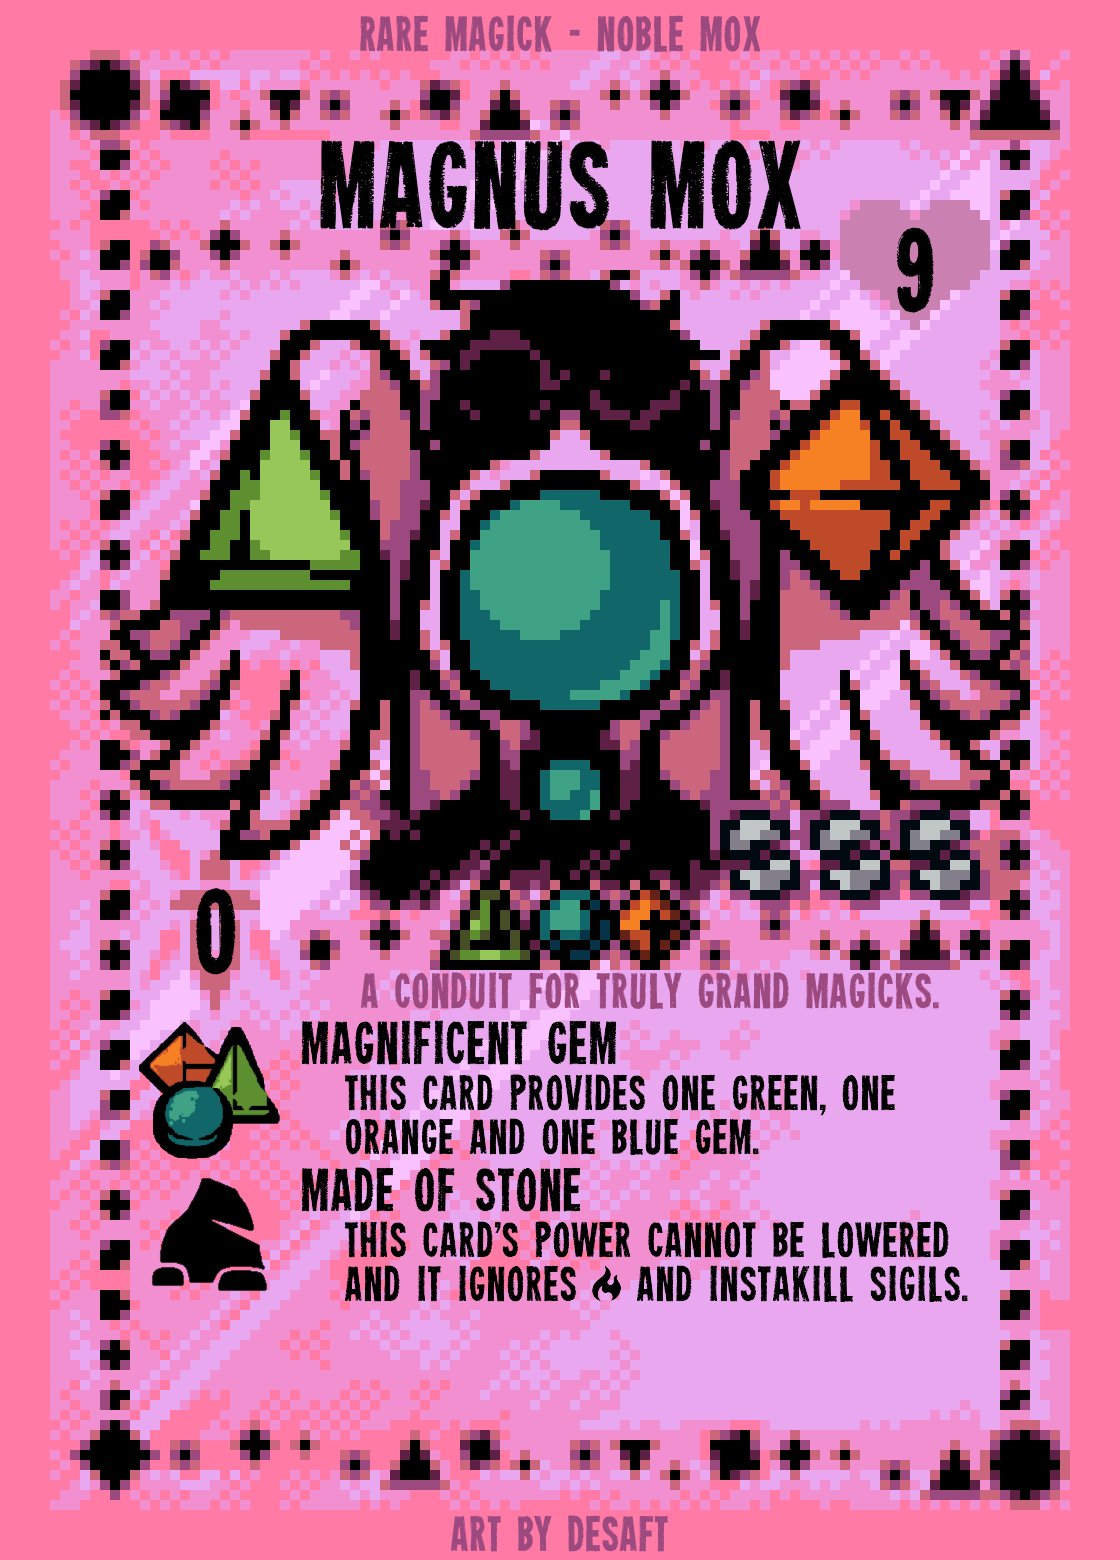 RARE MAGICK - NOBLE MOX
MAGNUS MOX
9
0
A CONDUIT FOR TRULY GRAND MAGICKS.
MAGNIFICENT GEM
THIS CARD PROVIDES ONE GREEN, ONE
ORANGE AND ONE BLUE GEM.
MADE OF STONE
THIS CARD'S POWER CANNOT BE LOWERED
AND IT IGNORES AND INSTAKILL SIGILS.
ART BY DESAFT